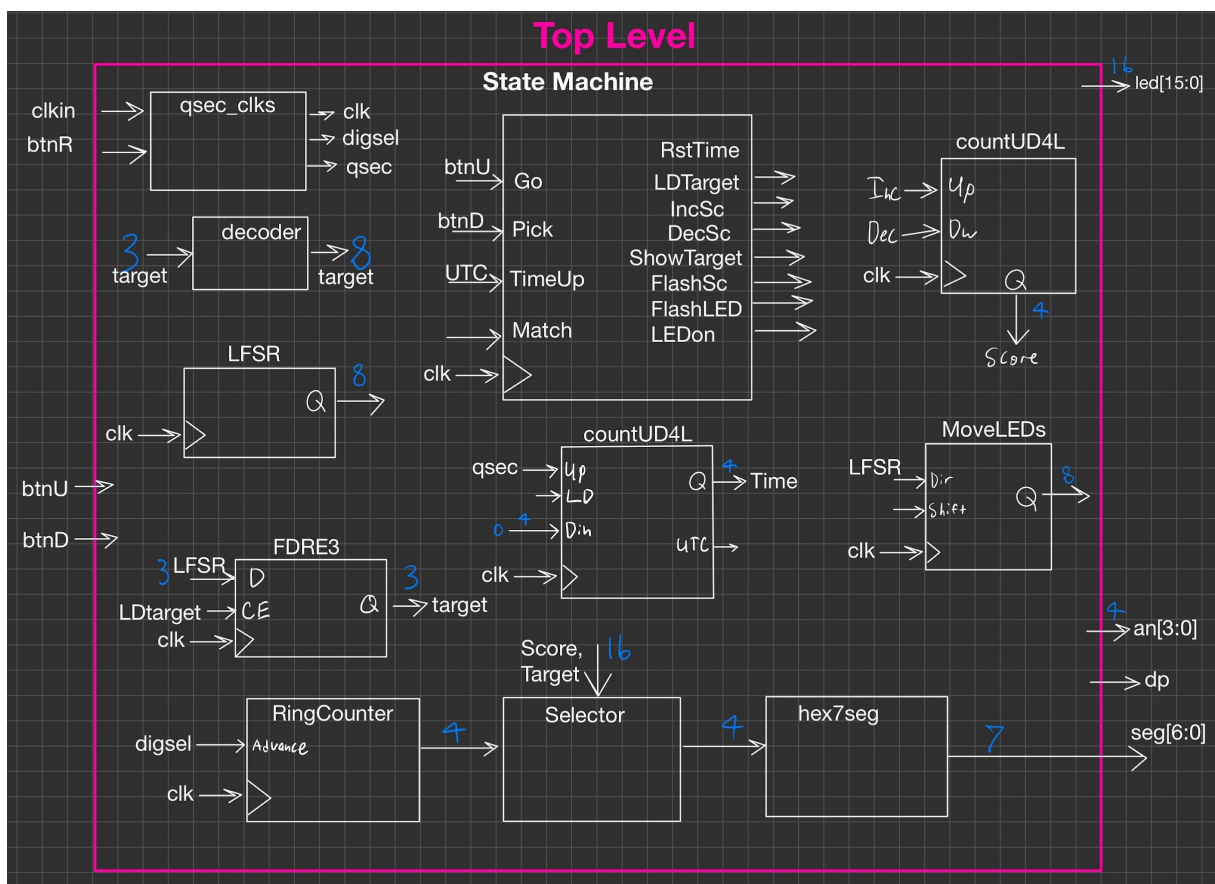 Top Level
State Machine
16
led[15:0]
clkin
btnR
qsec_clks
clk
digsel
qsec
btnU
Go
btnD
Pick
UTC
TimeUp
Match
clk
RstTime
LDTarget
IncSc
DecSc
ShowTarget
FlashSc
FlashLED
LEDon
countUD4L
Inc
Up
Dec
Dw
clk
Q
4
Score
3
target
decoder
8
target
LFSR
clk
Q
8
btnU
btnD
countUD4L
qsec
Up
LD
0
4
Din
clk
Q
4
Time
UTC
MoveLEDs
LFSR
Dir
Shift
clk
Q
8
FDRE3
3
LFSR
D
LDtarget
CE
clk
Q
3
target
4
an[3:0]
dp
seg[6:0]
Score,
Target
16
RingCounter
digsel
Advance
clk
4
Selector
4
hex7seg
7